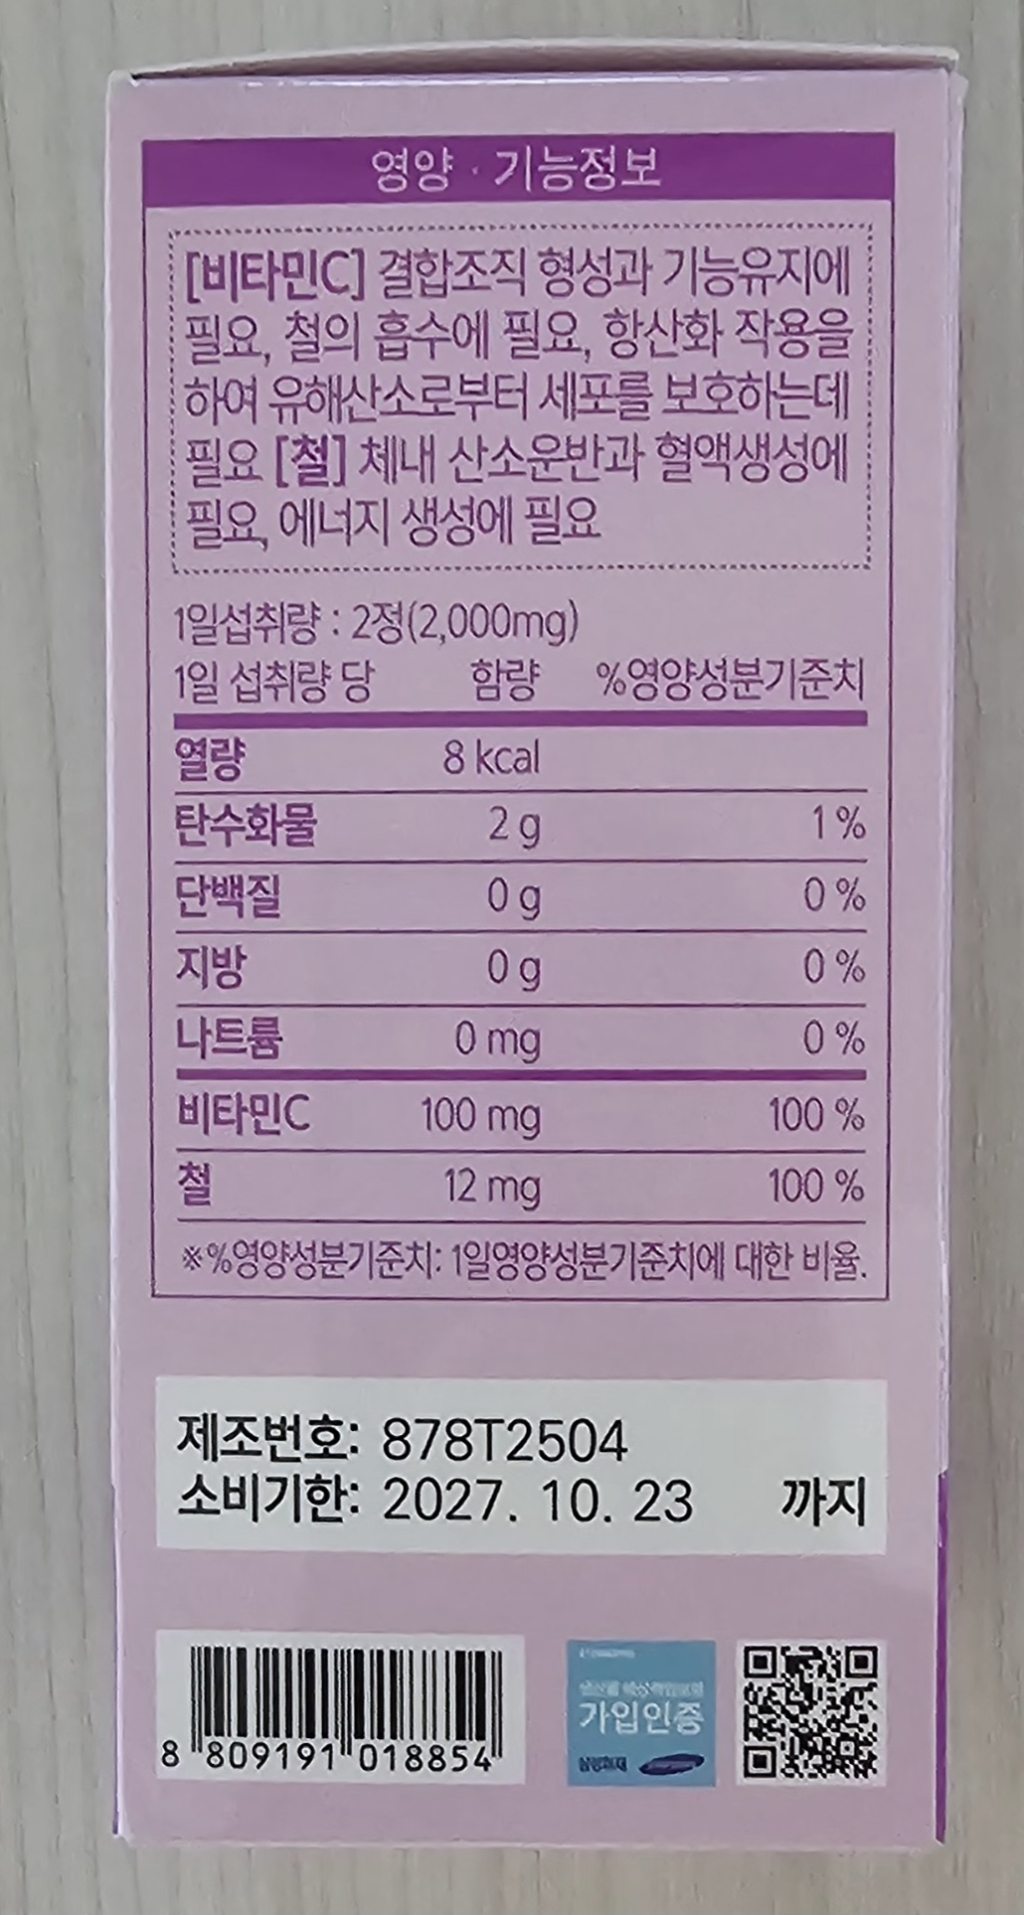 영양 · 기능정보
[비타민C] 결합조직 형성과 기능유지에
필요, 철의 흡수에 필요, 항산화 작용을
하여 유해산소로부터 세포를 보호하는데
필요 [철] 체내 산소운반과 혈액생성에
필요, 에너지 생성에 필요
1일섭취량 : 2정(2,000mg)
1일 섭취량 당 함량 %영양성분기준치
열량 8 kcal
탄수화물 2 g 1 %
단백질 0 g 0 %
지방 0 g 0 %
나트륨 0 mg 0 %
비타민C 100 mg 100 %
철 12 mg 100 %
※%영양성분기준치: 1일영양성분기준치에 대한 비율.
제조번호: 878T2504
소비기한: 2027. 10. 23 까지
가입인증
삼성화재
8 809191 018854